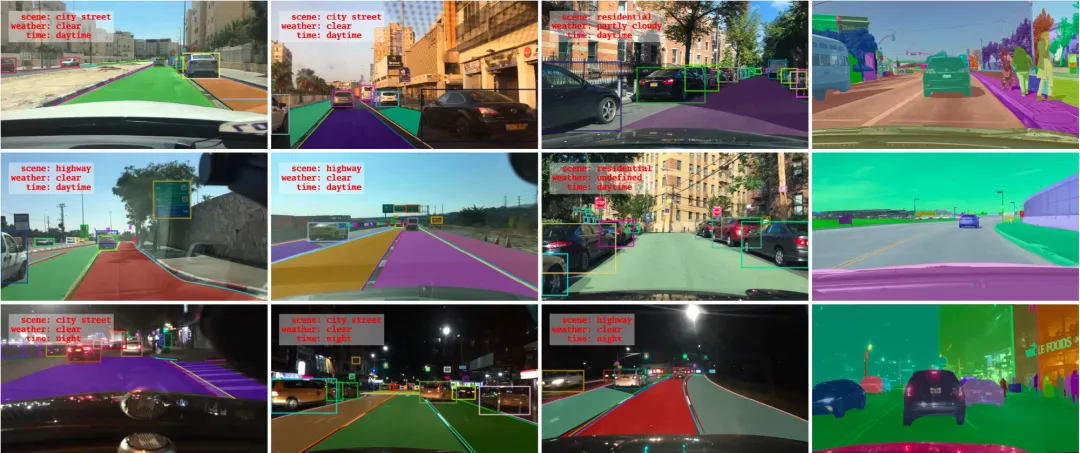 scene: city street
weather: clear
time: daytime
scene: city street
weather: clear
time: daytime
scene: residential
weather: partly cloudy
time: daytime
scene: highway
weather: clear
time: daytime
scene: highway
weather: clear
time: daytime
scene: residential
weather: undefined
time: daytime
scene: city street
weather: clear
time: night
scene: city street
weather: clear
time: night
scene: highway
weather: clear
time: night
FOODS